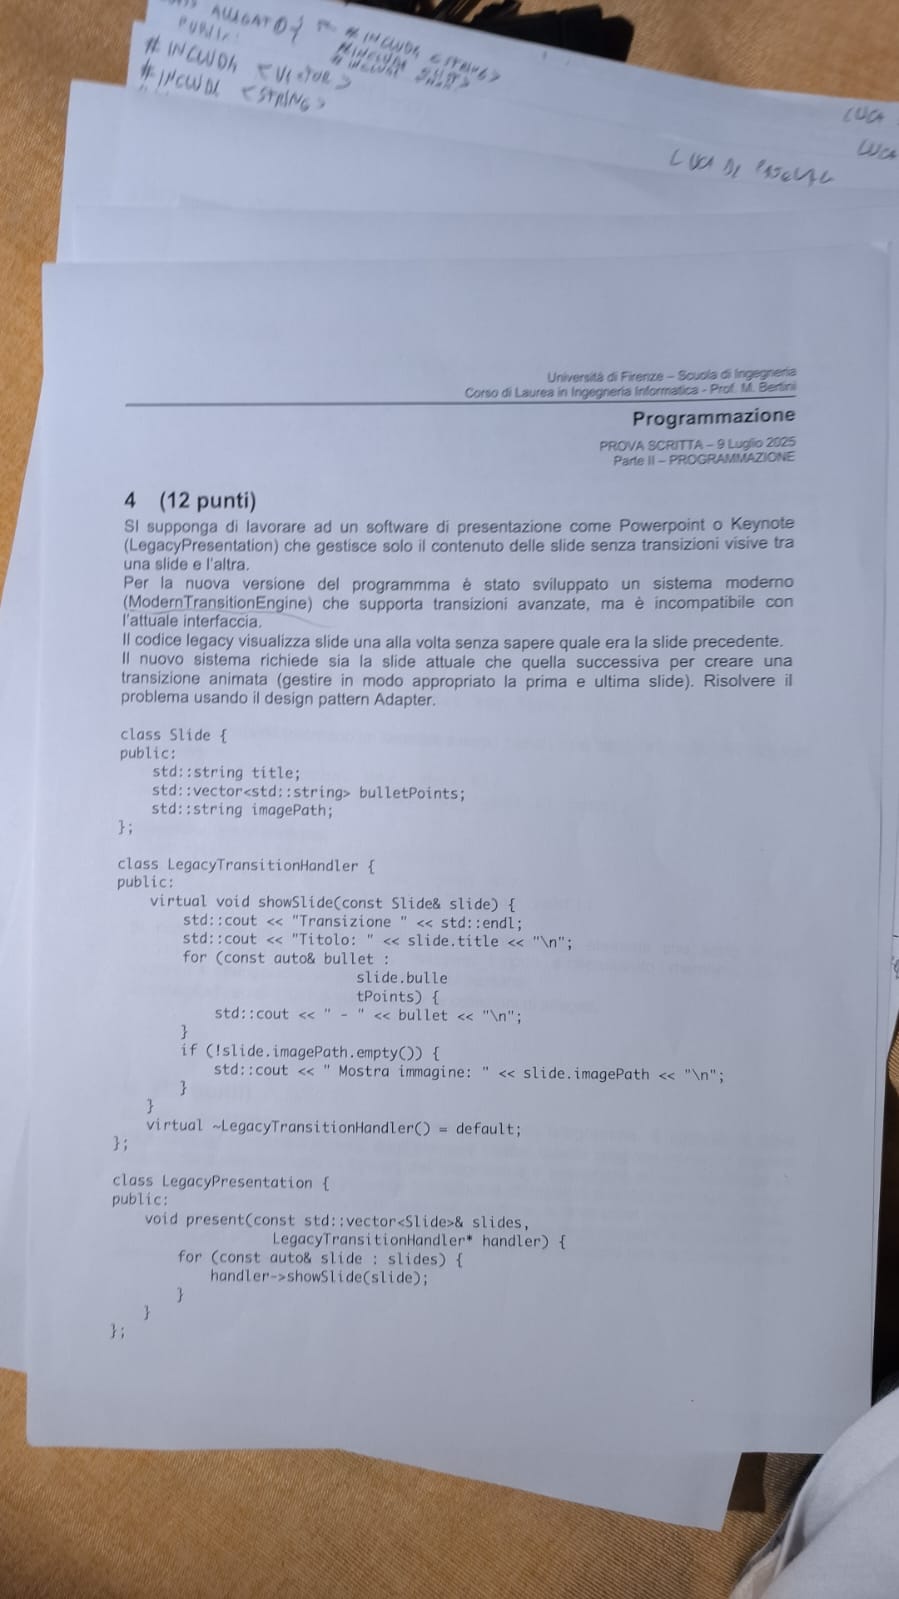 ALLIGATO{
PUBLIC:
# INCLUDE <STRING>
# INCLUDE <VECTOR>
# INCLUDE <STRING>
LUCA
LUCA
LUCA DI PASQUALE
Università di Firenze – Scuola di Ingegneria
Corso di Laurea in Ingegneria Informatica - Prof. M. Bertini
Programmazione
PROVA SCRITTA – 9 Luglio 2025
Parte II – PROGRAMMAZIONE
4 (12 punti)
SI supponga di lavorare ad un software di presentazione come Powerpoint o Keynote
(LegacyPresentation) che gestisce solo il contenuto delle slide senza transizioni visive tra
una slide e l'altra.
Per la nuova versione del programmma è stato sviluppato un sistema moderno
(ModernTransitionEngine) che supporta transizioni avanzate, ma è incompatibile con
l'attuale interfaccia.
Il codice legacy visualizza slide una alla volta senza sapere quale era la slide precedente.
Il nuovo sistema richiede sia la slide attuale che quella successiva per creare una
transizione animata (gestire in modo appropriato la prima e ultima slide). Risolvere il
problema usando il design pattern Adapter.
class Slide {
public:
std::string title;
std::vector<std::string> bulletPoints;
std::string imagePath;
};
class LegacyTransitionHandler {
public:
virtual void showSlide(const Slide& slide) {
std::cout << "Transizione " << std::endl;
std::cout << "Titolo: " << slide.title << "\n";
for (const auto& bullet :
slide.bulle
tPoints) {
std::cout << " - " << bullet << "\n";
}
if (!slide.imagePath.empty()) {
std::cout << " Mostra immagine: " << slide.imagePath << "\n";
}
}
virtual ~LegacyTransitionHandler() = default;
};
class LegacyPresentation {
public:
void present(const std::vector<Slide>& slides,
LegacyTransitionHandler* handler) {
for (const auto& slide : slides) {
handler->showSlide(slide);
}
}
};